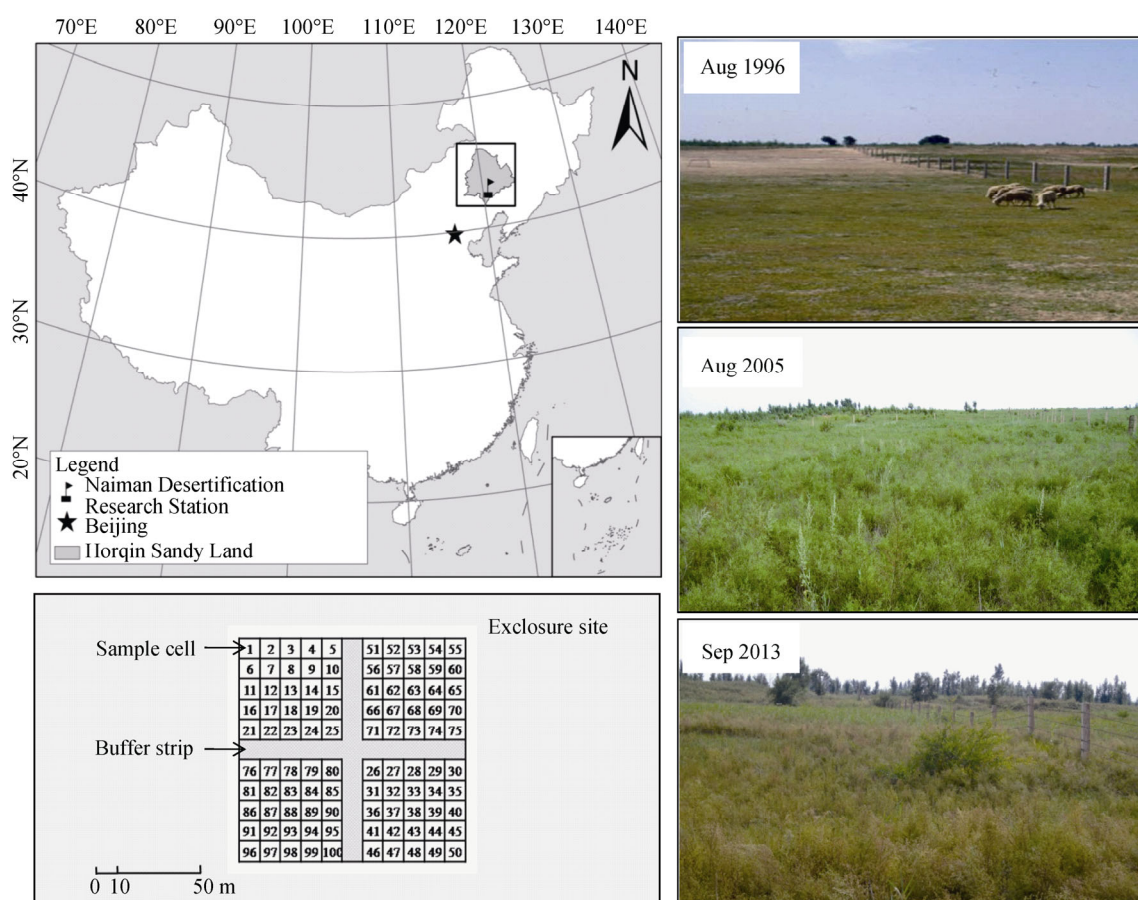 70°E 80°E 90°E 100°E 110°E 120°E 130°E 140°E
N
40°N
30°N
20°N
Legend
Naiman Desertification
Research Station
Beijing
Horqin Sandy Land
Aug 1996
Aug 2005
Sep 2013
Exclosure site
Sample cell
Buffer strip
1 2 3 4 5 51 52 53 54 55
6 7 8 9 10 56 57 58 59 60
11 12 13 14 15 61 62 63 64 65
16 17 18 19 20 66 67 68 69 70
21 22 23 24 25 71 72 73 74 75
76 77 78 79 80 26 27 28 29 30
81 82 83 84 85 31 32 33 34 35
86 87 88 89 90 36 37 38 39 40
91 92 93 94 95 41 42 43 44 45
96 97 98 99 100 46 47 48 49 50
0 10 50 m